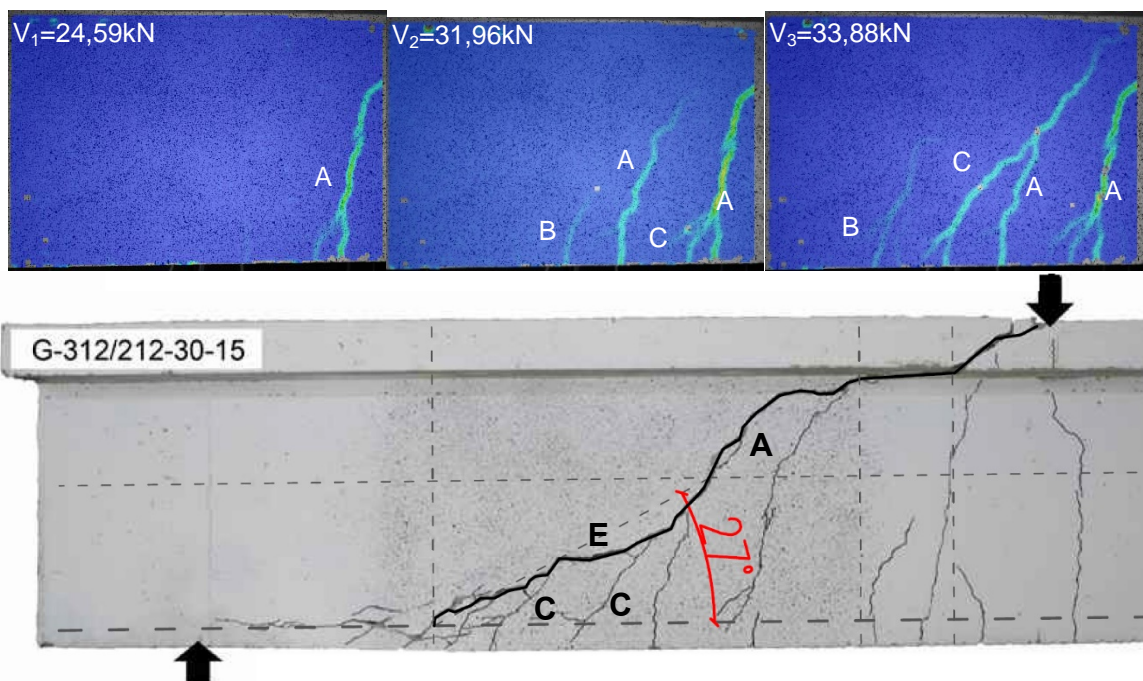 V₁=24,59kN
V₂=31,96kN
V₃=33,88kN
A
A
B
C
A
C
A
A
B
G-312/212-30-15
A
E
27°
C
C